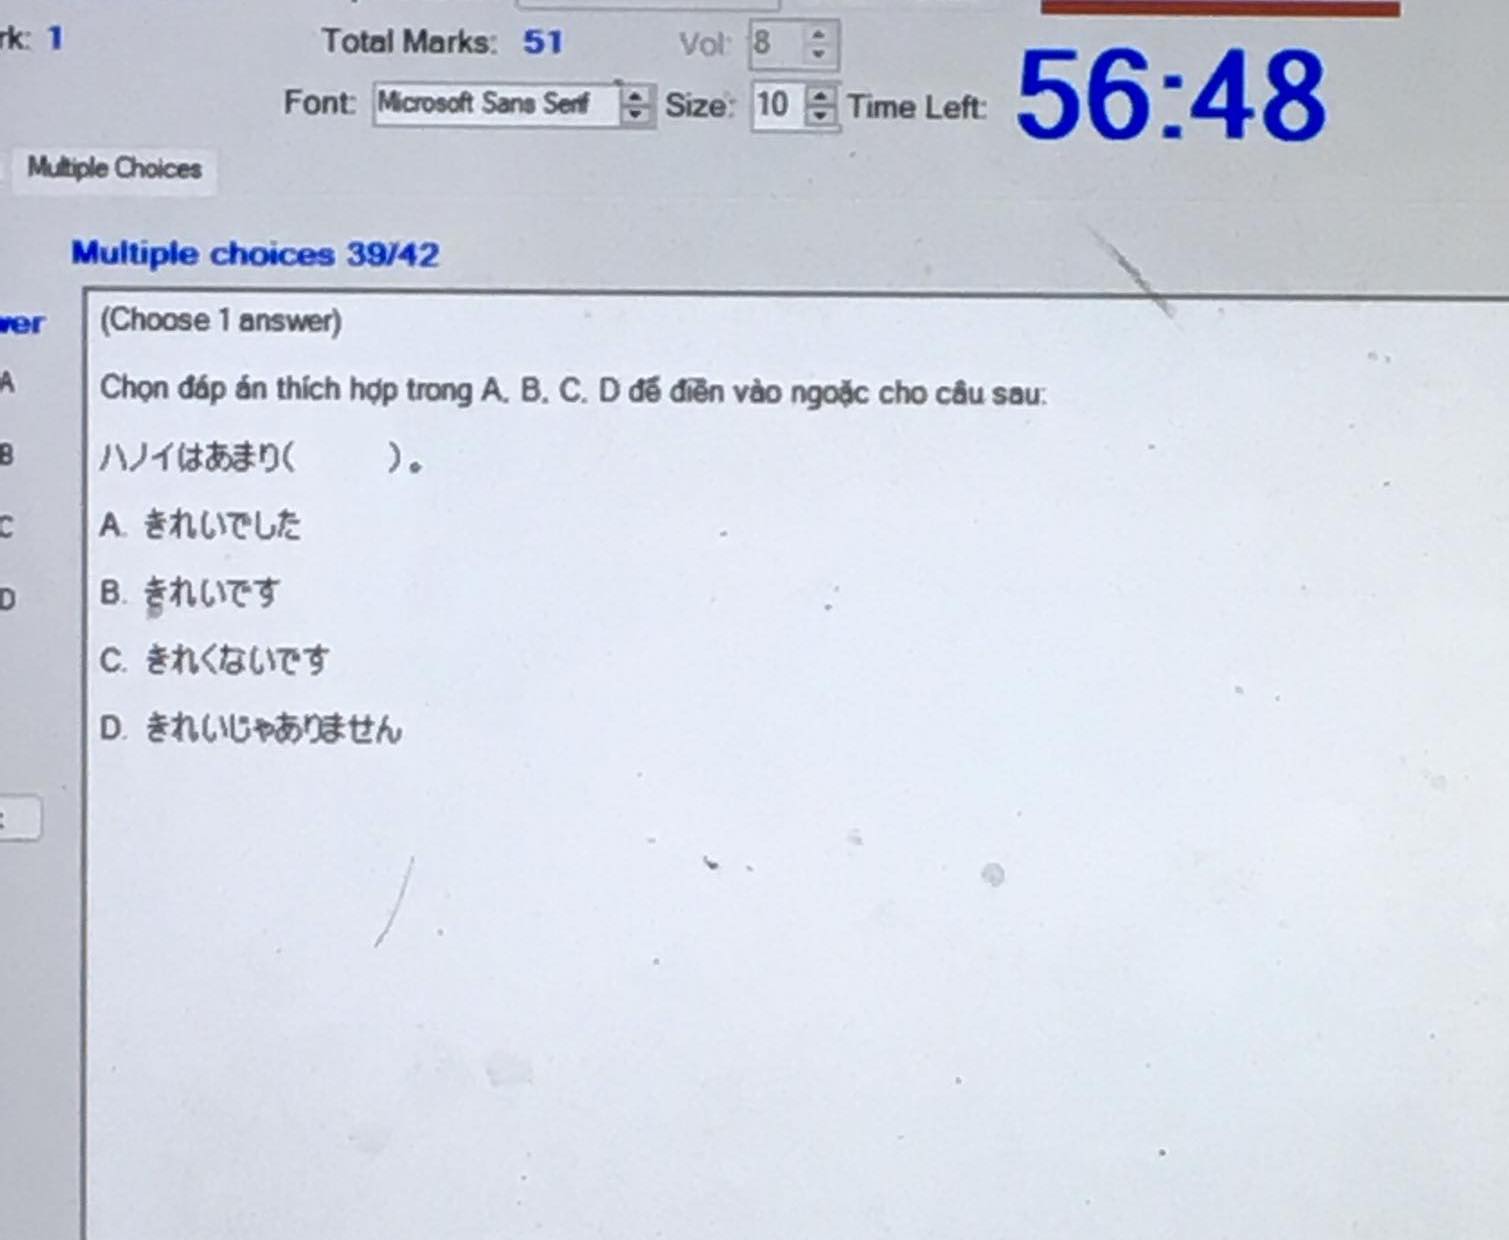 rk: 1 Total Marks: 51 Vol: 8
Font: Microsoft Sans Serif Size: 10 Time Left: 56:48
Multiple Choices
Multiple choices 39/42
wer
(Choose 1 answer)
A
Chọn đáp án thích hợp trong A, B, C, D để điền vào ngoặc cho câu sau:
B
ハノイはあまり( )。
C
A. きれいでした
D
B. きれいです
C. きれくないです
D. きれいじゃありません